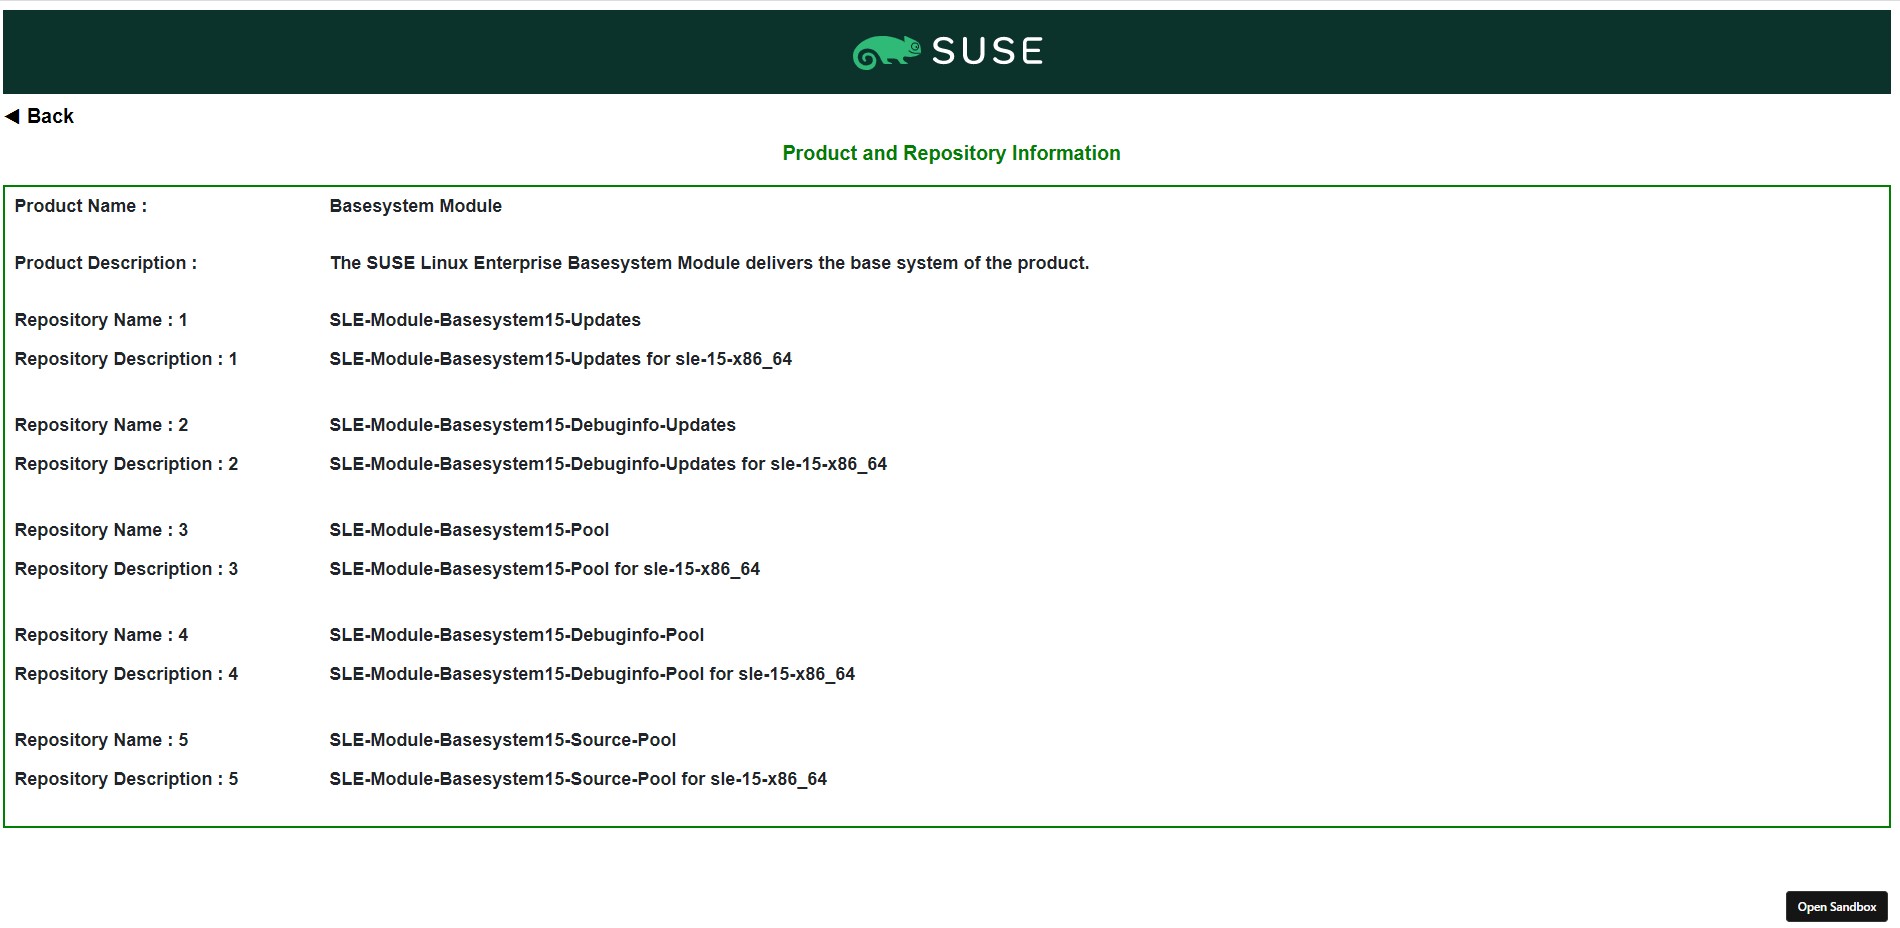 SUSE
◀ Back
Product and Repository Information
Product Name : Basesystem Module
Product Description : The SUSE Linux Enterprise Basesystem Module delivers the base system of the product.
Repository Name : 1 SLE-Module-Basesystem15-Updates
Repository Description : 1 SLE-Module-Basesystem15-Updates for sle-15-x86_64
Repository Name : 2 SLE-Module-Basesystem15-Debuginfo-Updates
Repository Description : 2 SLE-Module-Basesystem15-Debuginfo-Updates for sle-15-x86_64
Repository Name : 3 SLE-Module-Basesystem15-Pool
Repository Description : 3 SLE-Module-Basesystem15-Pool for sle-15-x86_64
Repository Name : 4 SLE-Module-Basesystem15-Debuginfo-Pool
Repository Description : 4 SLE-Module-Basesystem15-Debuginfo-Pool for sle-15-x86_64
Repository Name : 5 SLE-Module-Basesystem15-Source-Pool
Repository Description : 5 SLE-Module-Basesystem15-Source-Pool for sle-15-x86_64
Open Sandbox